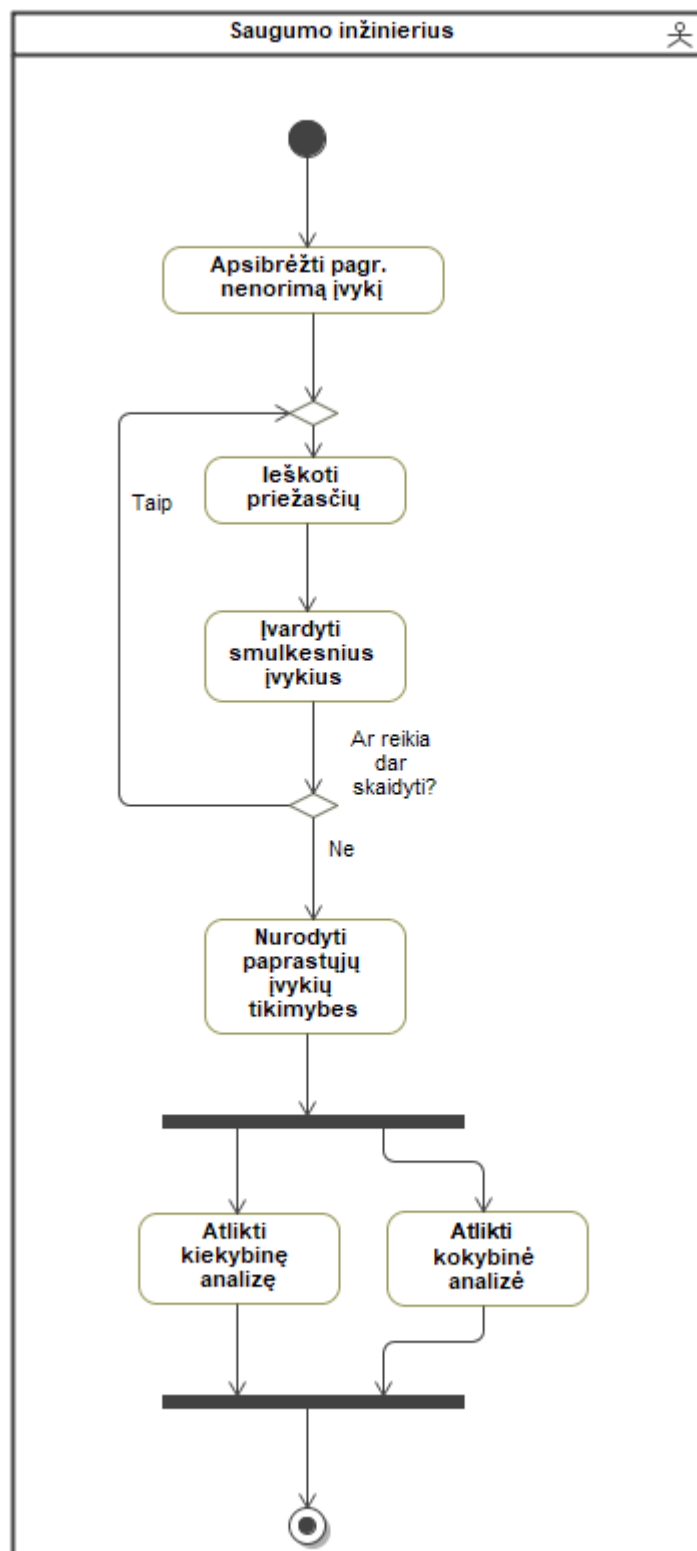 Saugumo inžinierius
Apsibrėžti pagr.
nenorimą įvykį
Ieškoti
priežasčių
Taip
Įvardyti
smulkesnius
įvykius
Ar reikia
dar
skaidyti?
Ne
Nurodyti
paprastųjų
įvykių
tikimybes
Atlikti
kiekybinę
analizę
Atlikti
kokybinė
analizė